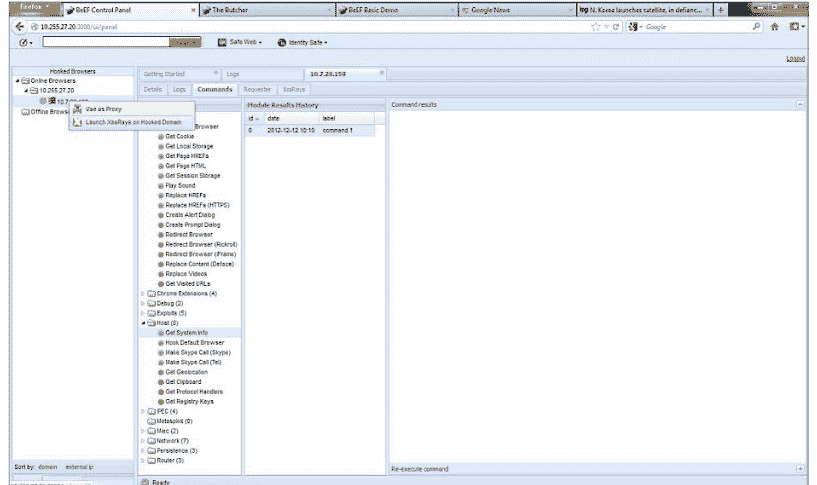 Firefox
BeEF Control Panel
The Butcher
BeEF Basic Demo
Google News
N. Korea launches satellite, in defianc...
10.255.27.20:3000/ui/panel
Google
Safe Web
Identity Safe
Logout
Hooked Browsers
Online Browsers
10.255.27.20
Offline Browse
Use as Proxy
Launch XssRays on Hooked Domain
Getting Started
Logs
10.7.28.158
Details
Logs
Commands
Requester
XssRays
Browser
Get Cookie
Get Local Storage
Get Page HREFs
Get Page HTML
Get Session Storage
Play Sound
Replace HREFs
Replace HREFs (HTTPS)
Create Alert Dialog
Create Prompt Dialog
Redirect Browser
Redirect Browser (Rickroll)
Redirect Browser (iFrame)
Replace Content (Deface)
Replace Videos
Get Visited URLs
Chrome Extensions (4)
Debug (2)
Exploits (5)
Host (8)
Get System Info
Hook Default Browser
Make Skype Call (Skype)
Make Skype Call (Tel)
Get Geolocation
Get Clipboard
Get Protocol Handlers
Get Registry Keys
IPEC (4)
Metasploit (0)
Misc (2)
Network (7)
Persistence (3)
Router (3)
Module Results History
id date label
0 2012-12-12 10:10 command 1
Command results
Re-execute command
Sort by: domain external ip
Ready